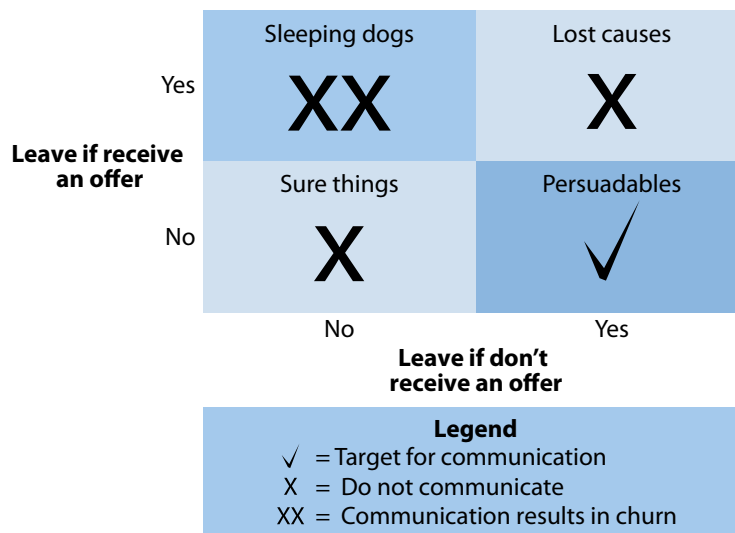 Sleeping dogs
Lost causes
Yes
XX
X
Leave if receive
an offer
Sure things
Persuadables
No
X
✓
No
Yes
Leave if don't
receive an offer
Legend
✓ = Target for communication
X = Do not communicate
XX = Communication results in churn